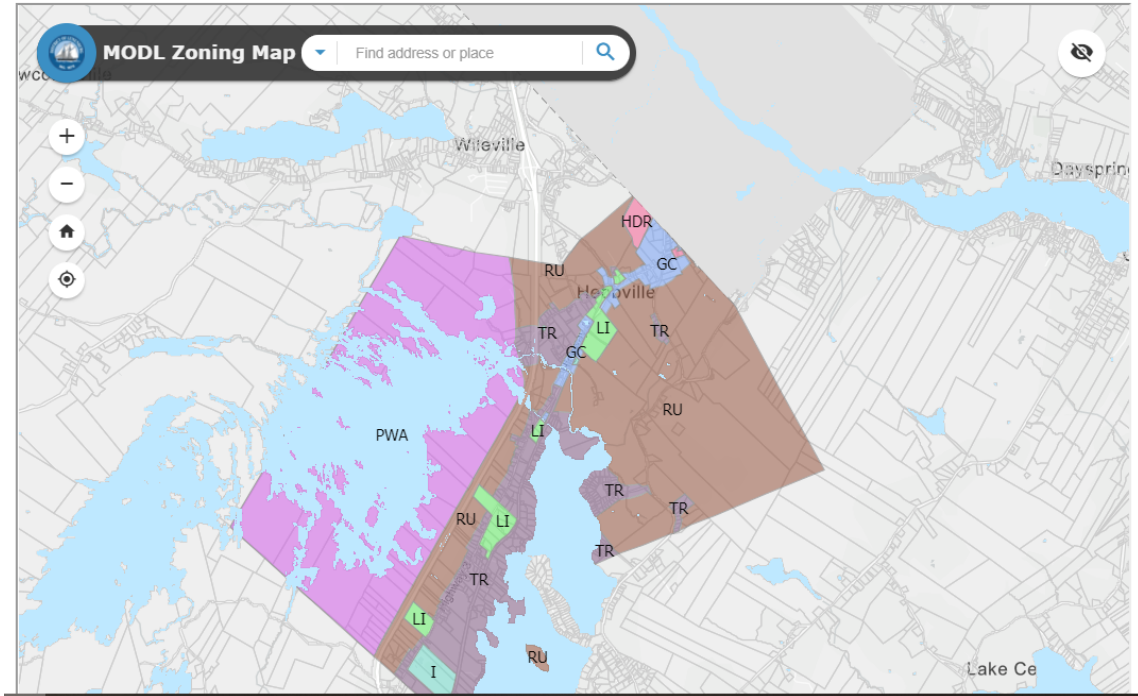 MODL Zoning Map
Find address or place
Wileville
Dayspring
HDR
GC
RU
Hebbville
TR
LI
TR
GC
RU
LI
PWA
TR
RU
LI
TR
TR
TR
LI
RU
I
Lake Ce